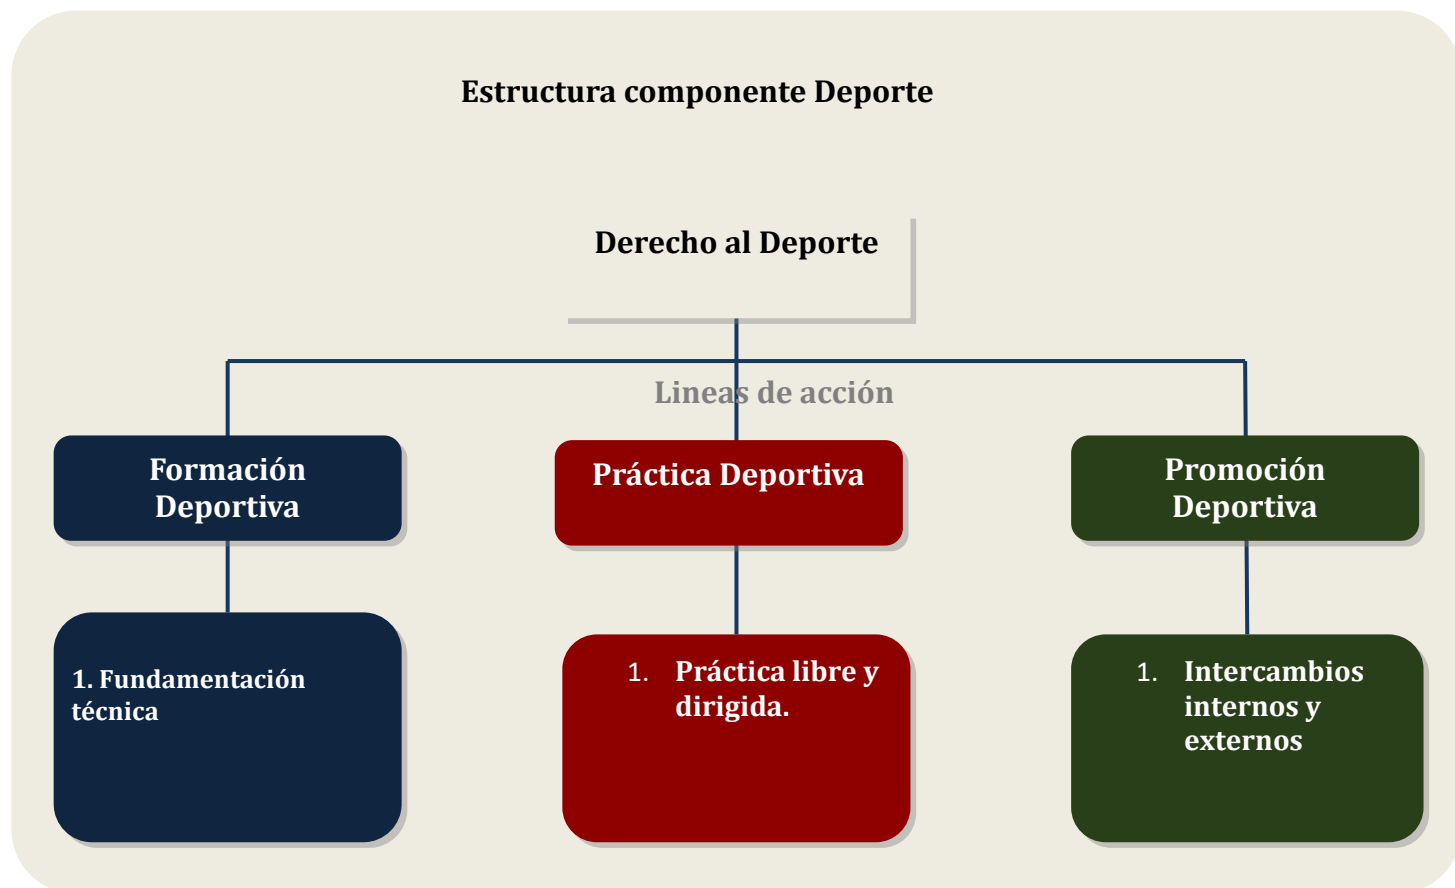 Estructura componente Deporte
Derecho al Deporte
Lineas de acción
Formación
Deportiva
Práctica Deportiva
Promoción
Deportiva
1. Fundamentación
técnica
1. Práctica libre y
dirigida.
1. Intercambios
internos y
externos